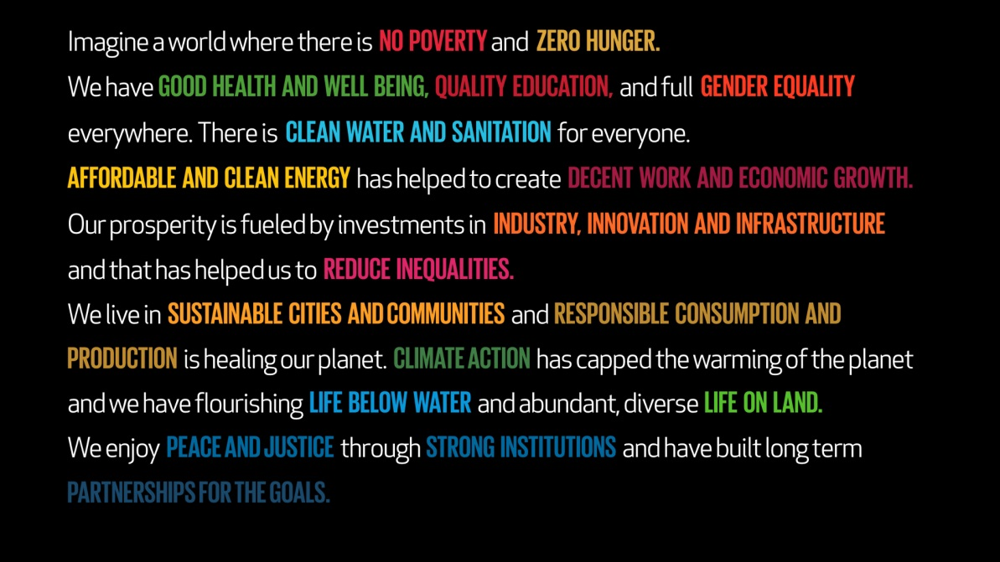 Imagine a world where there is NO POVERTY and ZERO HUNGER.
We have GOOD HEALTH AND WELL BEING, QUALITY EDUCATION, and full GENDER EQUALITY
everywhere. There is CLEAN WATER AND SANITATION for everyone.
AFFORDABLE AND CLEAN ENERGY has helped to create DECENT WORK AND ECONOMIC GROWTH.
Our prosperity is fueled by investments in INDUSTRY, INNOVATION AND INFRASTRUCTURE
and that has helped us to REDUCE INEQUALITIES.
We live in SUSTAINABLE CITIES AND COMMUNITIES and RESPONSIBLE CONSUMPTION AND
PRODUCTION is healing our planet. CLIMATE ACTION has capped the warming of the planet
and we have flourishing LIFE BELOW WATER and abundant, diverse LIFE ON LAND.
We enjoy PEACE AND JUSTICE through STRONG INSTITUTIONS and have built long term
PARTNERSHIPS FOR THE GOALS.